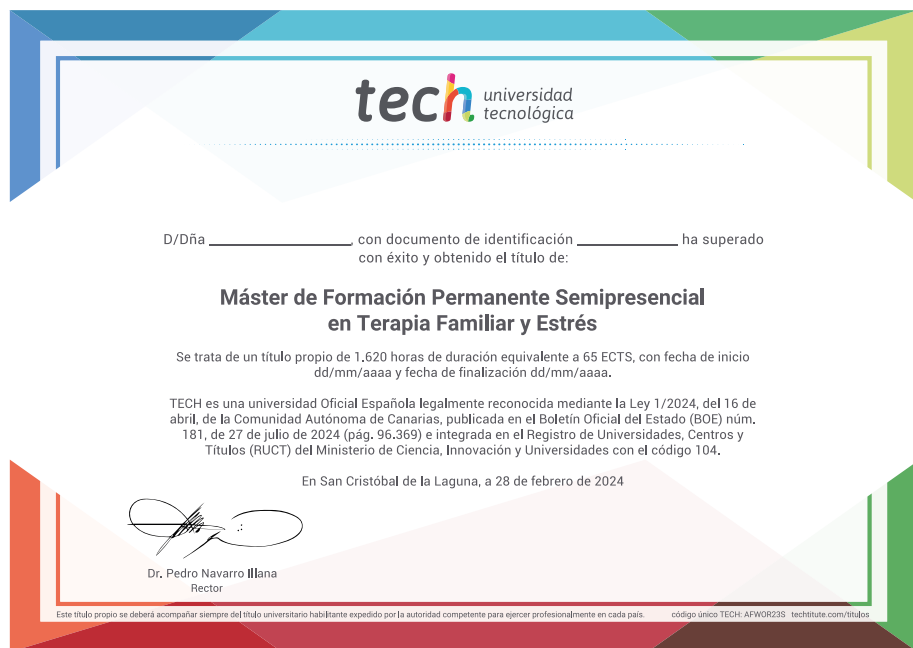 tech universidad
tecnológica
D/Dña ____________________, con documento de identificación ______________ ha superado
con éxito y obtenido el título de:
Máster de Formación Permanente Semipresencial
en Terapia Familiar y Estrés
Se trata de un título propio de 1.620 horas de duración equivalente a 65 ECTS, con fecha de inicio
dd/mm/aaaa y fecha de finalización dd/mm/aaaa.
TECH es una universidad Oficial Española legalmente reconocida mediante la Ley 1/2024, del 16 de
abril, de la Comunidad Autónoma de Canarias, publicada en el Boletín Oficial del Estado (BOE) núm.
181, de 27 de julio de 2024 (pág. 96.369) e integrada en el Registro de Universidades, Centros y
Títulos (RUCT) del Ministerio de Ciencia, Innovación y Universidades con el código 104.
En San Cristóbal de la Laguna, a 28 de febrero de 2024
Dr. Pedro Navarro Illana
Rector
Este título propio se deberá acompañar siempre del título universitario habilitante expedido por la autoridad competente para ejercer profesionalmente en cada país. código único TECH: AFWOR23S techtitute.com/titulos